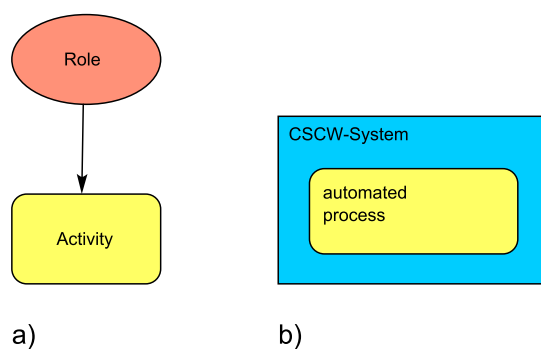 Role
Activity
a)
CSCW-System
automated
process
b)